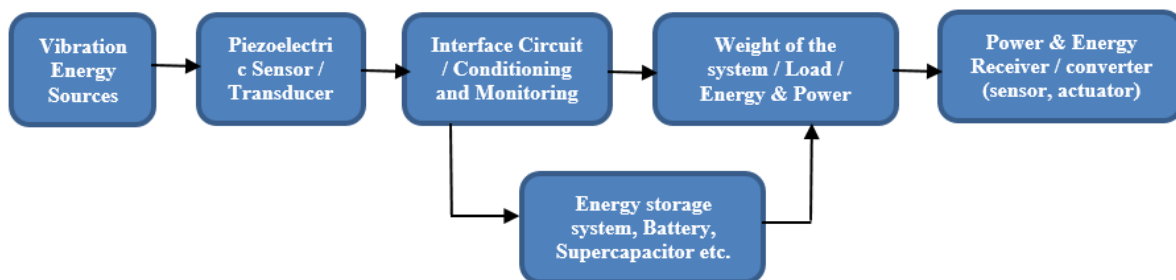 Vibration
Energy
Sources
Piezoelectri
c Sensor /
Transducer
Interface Circuit
/ Conditioning
and Monitoring
Weight of the
system / Load /
Energy & Power
Power & Energy
Receiver / converter
(sensor, actuator)
Energy storage
system, Battery,
Supercapacitor etc.